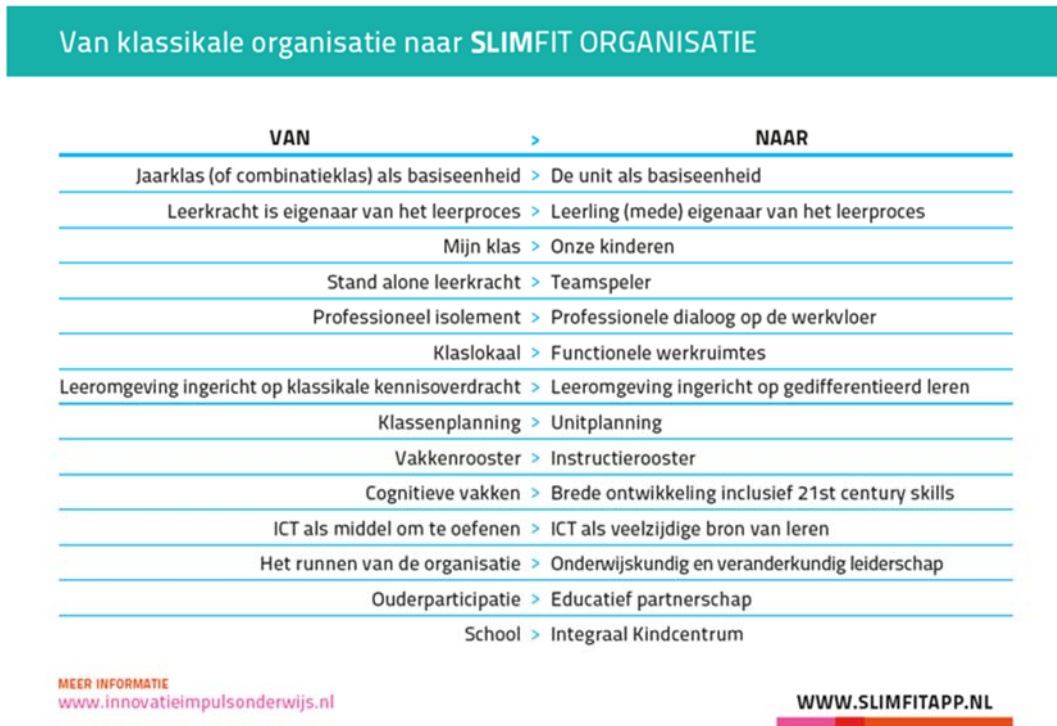 Van klassikale organisatie naar SLIMFIT ORGANISATIE
VAN > NAAR
Jaarklas (of combinatieklas) als basiseenheid > De unit als basiseenheid
Leerkracht is eigenaar van het leerproces > Leerling (mede) eigenaar van het leerproces
Mijn klas > Onze kinderen
Stand alone leerkracht > Teamspeler
Professioneel isolement > Professionele dialoog op de werkvloer
Klaslokaal > Functionele werkruimtes
Leeromgeving ingericht op klassikale kennisoverdracht > Leeromgeving ingericht op gedifferentieerd leren
Klassenplanning > Unitplanning
Vakkenrooster > Instructierooster
Cognitieve vakken > Brede ontwikkeling inclusief 21st century skills
ICT als middel om te oefenen > ICT als veelzijdige bron van leren
Het runnen van de organisatie > Onderwijskundig en veranderkundig leiderschap
Ouderparticipatie > Educatief partnerschap
School > Integraal Kindcentrum
MEER INFORMATIE
www.innovatieimpulsonderwijs.nl
WWW.SLIMFITAPP.NL